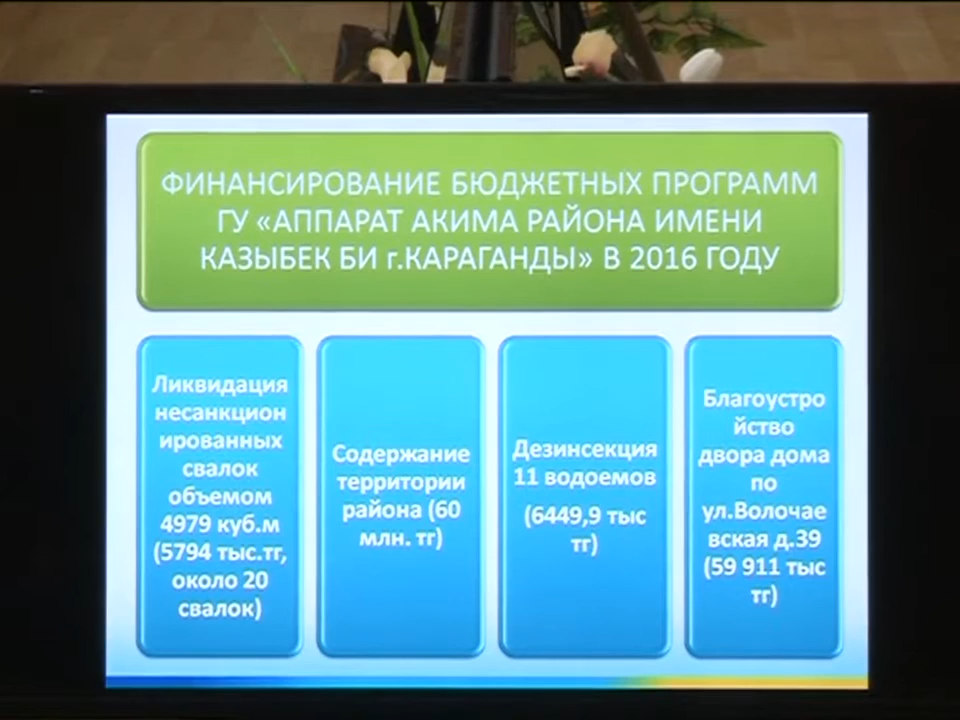 ФИНАНСИРОВАНИЕ БЮДЖЕТНЫХ ПРОГРАММ
ГУ «АППАРАТ АКИМА РАЙОНА ИМЕНИ
КАЗЫБЕК БИ г.КАРАГАНДЫ» В 2016 ГОДУ
Ликвидация
несанкцион
ированных
свалок
объемом
4979 куб.м
(5794 тыс.тг,
около 20
свалок)
Содержание
территории
района (60
млн. тг)
Дезинсекция
11 водоемов
(6449,9 тыс
тг)
Благоустро
йство
двора дома
по
ул.Волочае
вская д.39
(59 911 тыс
тг)